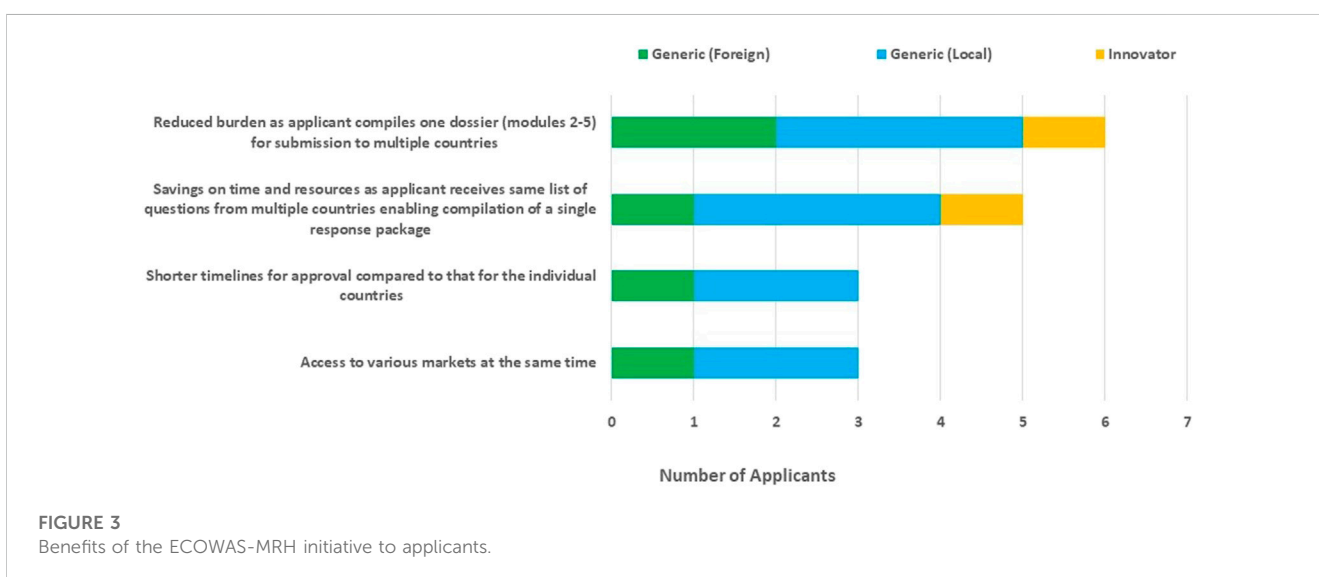 Generic (Foreign) Generic (Local) Innovator
Reduced burden as applicant compiles one dossier (modules 2-5)
for submission to multiple countries
Savings on time and resources as applicant receives same list of
questions from multiple countries enabling compilation of a single
response package
Shorter timelines for approval compared to that for the individual
countries
Access to various markets at the same time
0 1 2 3 4 5 6 7
Number of Applicants
FIGURE 3
Benefits of the ECOWAS-MRH initiative to applicants.